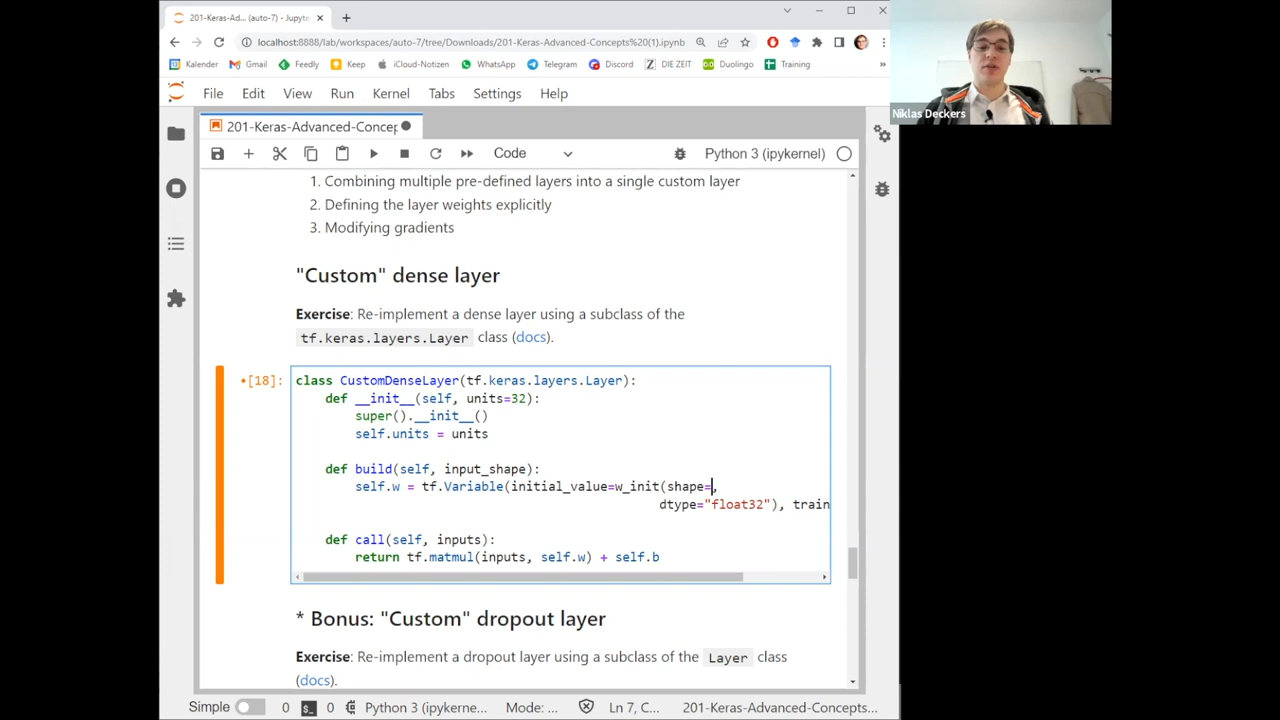 201-Keras-Ad... (auto-7) - Jupyte
localhost:8888/lab/workspaces/auto-7/tree/Downloads/201-Keras-Advanced-Concepts%20(1).ipynb
Kalender Gmail Feedly Keep iCloud-Notizen WhatsApp Telegram Discord DIE ZEIT Duolingo Training »
File Edit View Run Kernel Tabs Settings Help
Niklas Deckers
201-Keras-Advanced-Concep
Code Python 3 (ipykernel)
1. Combining multiple pre-defined layers into a single custom layer
2. Defining the layer weights explicitly
3. Modifying gradients
"Custom" dense layer
Exercise: Re-implement a dense layer using a subclass of the
tf.keras.layers.Layer class (docs).
[18]: class CustomDenseLayer(tf.keras.layers.Layer):
def __init__(self, units=32):
super().__init__()
self.units = units
def build(self, input_shape):
self.w = tf.Variable(initial_value=w_init(shape=,
dtype="float32"), train
def call(self, inputs):
return tf.matmul(inputs, self.w) + self.b
* Bonus: "Custom" dropout layer
Exercise: Re-implement a dropout layer using a subclass of the Layer class
(docs).
Simple 0 $_ 0 Python 3 (ipykerne... Mode: ... Ln 7, C... 201-Keras-Advanced-Concepts...